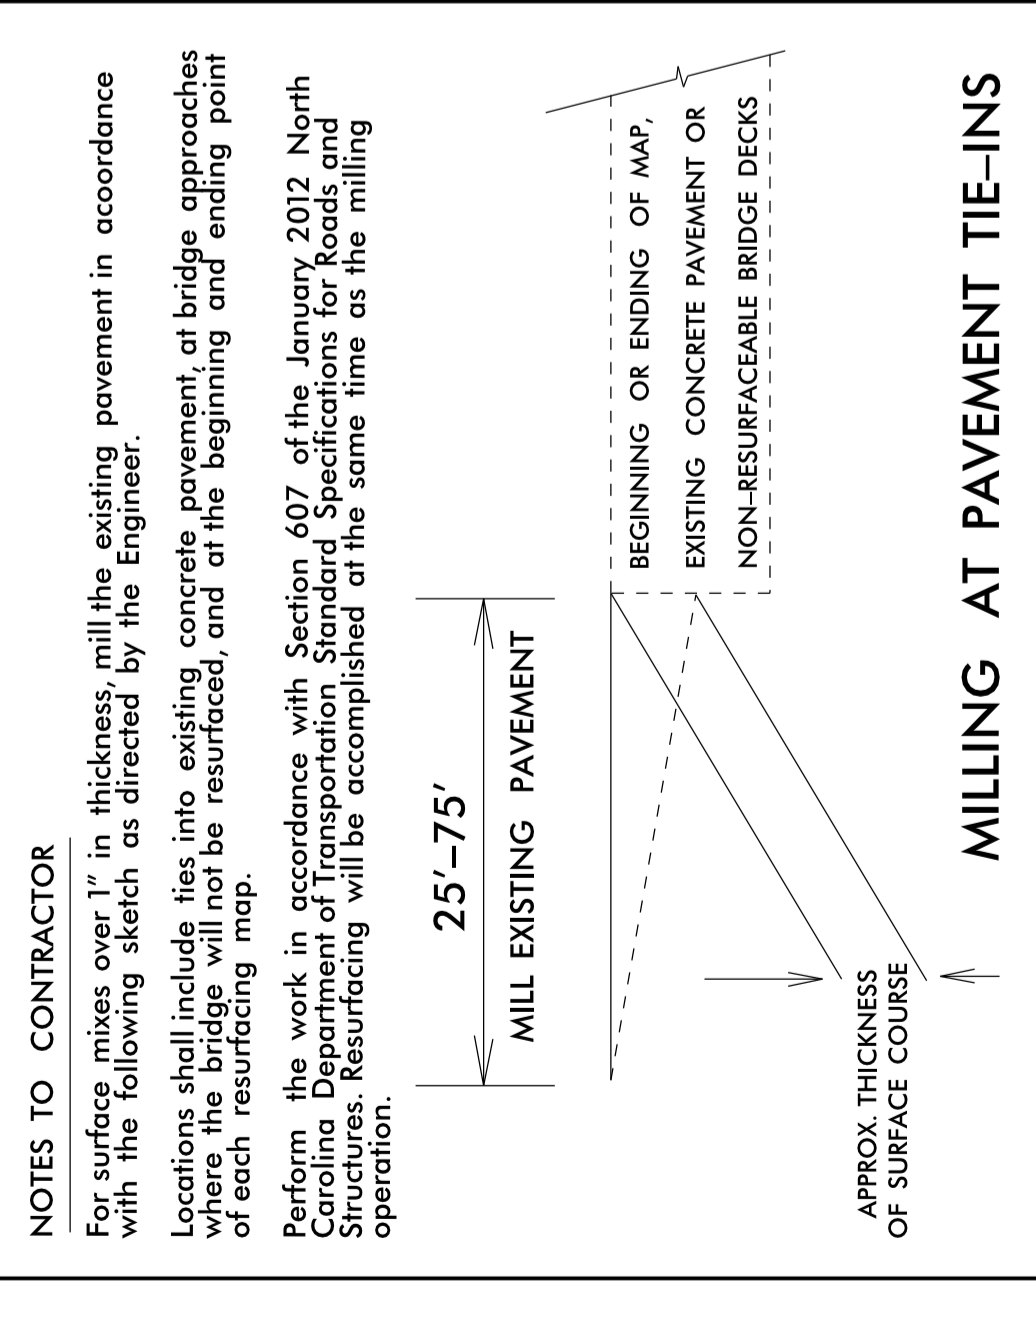 NOTES TO CONTRACTOR
For surface mixes over 1" in thickness, mill the existing pavement in acoordance
with the following sketch as directed by the Engineer.
Locations shall include ties into existing concrete pavement, at bridge approaches
where the bridge will not be resurfaced, and at the beginning and ending point
of each resurfacing map.
Perform the work in accordance with Section 607 of the January 2012 North
Carolina Department of Transportation Standard Specifications for Roads and
Structures. Resurfacing will be accomplished at the same time as the milling
operation.
25'–75'
MILL EXISTING PAVEMENT
BEGINNING OR ENDING OF MAP,
EXISTING CONCRETE PAVEMENT OR
NON–RESURFACEABLE BRIDGE DECKS
APPROX. THICKNESS
OF SURFACE COURSE
MILLING AT PAVEMENT TIE–INS